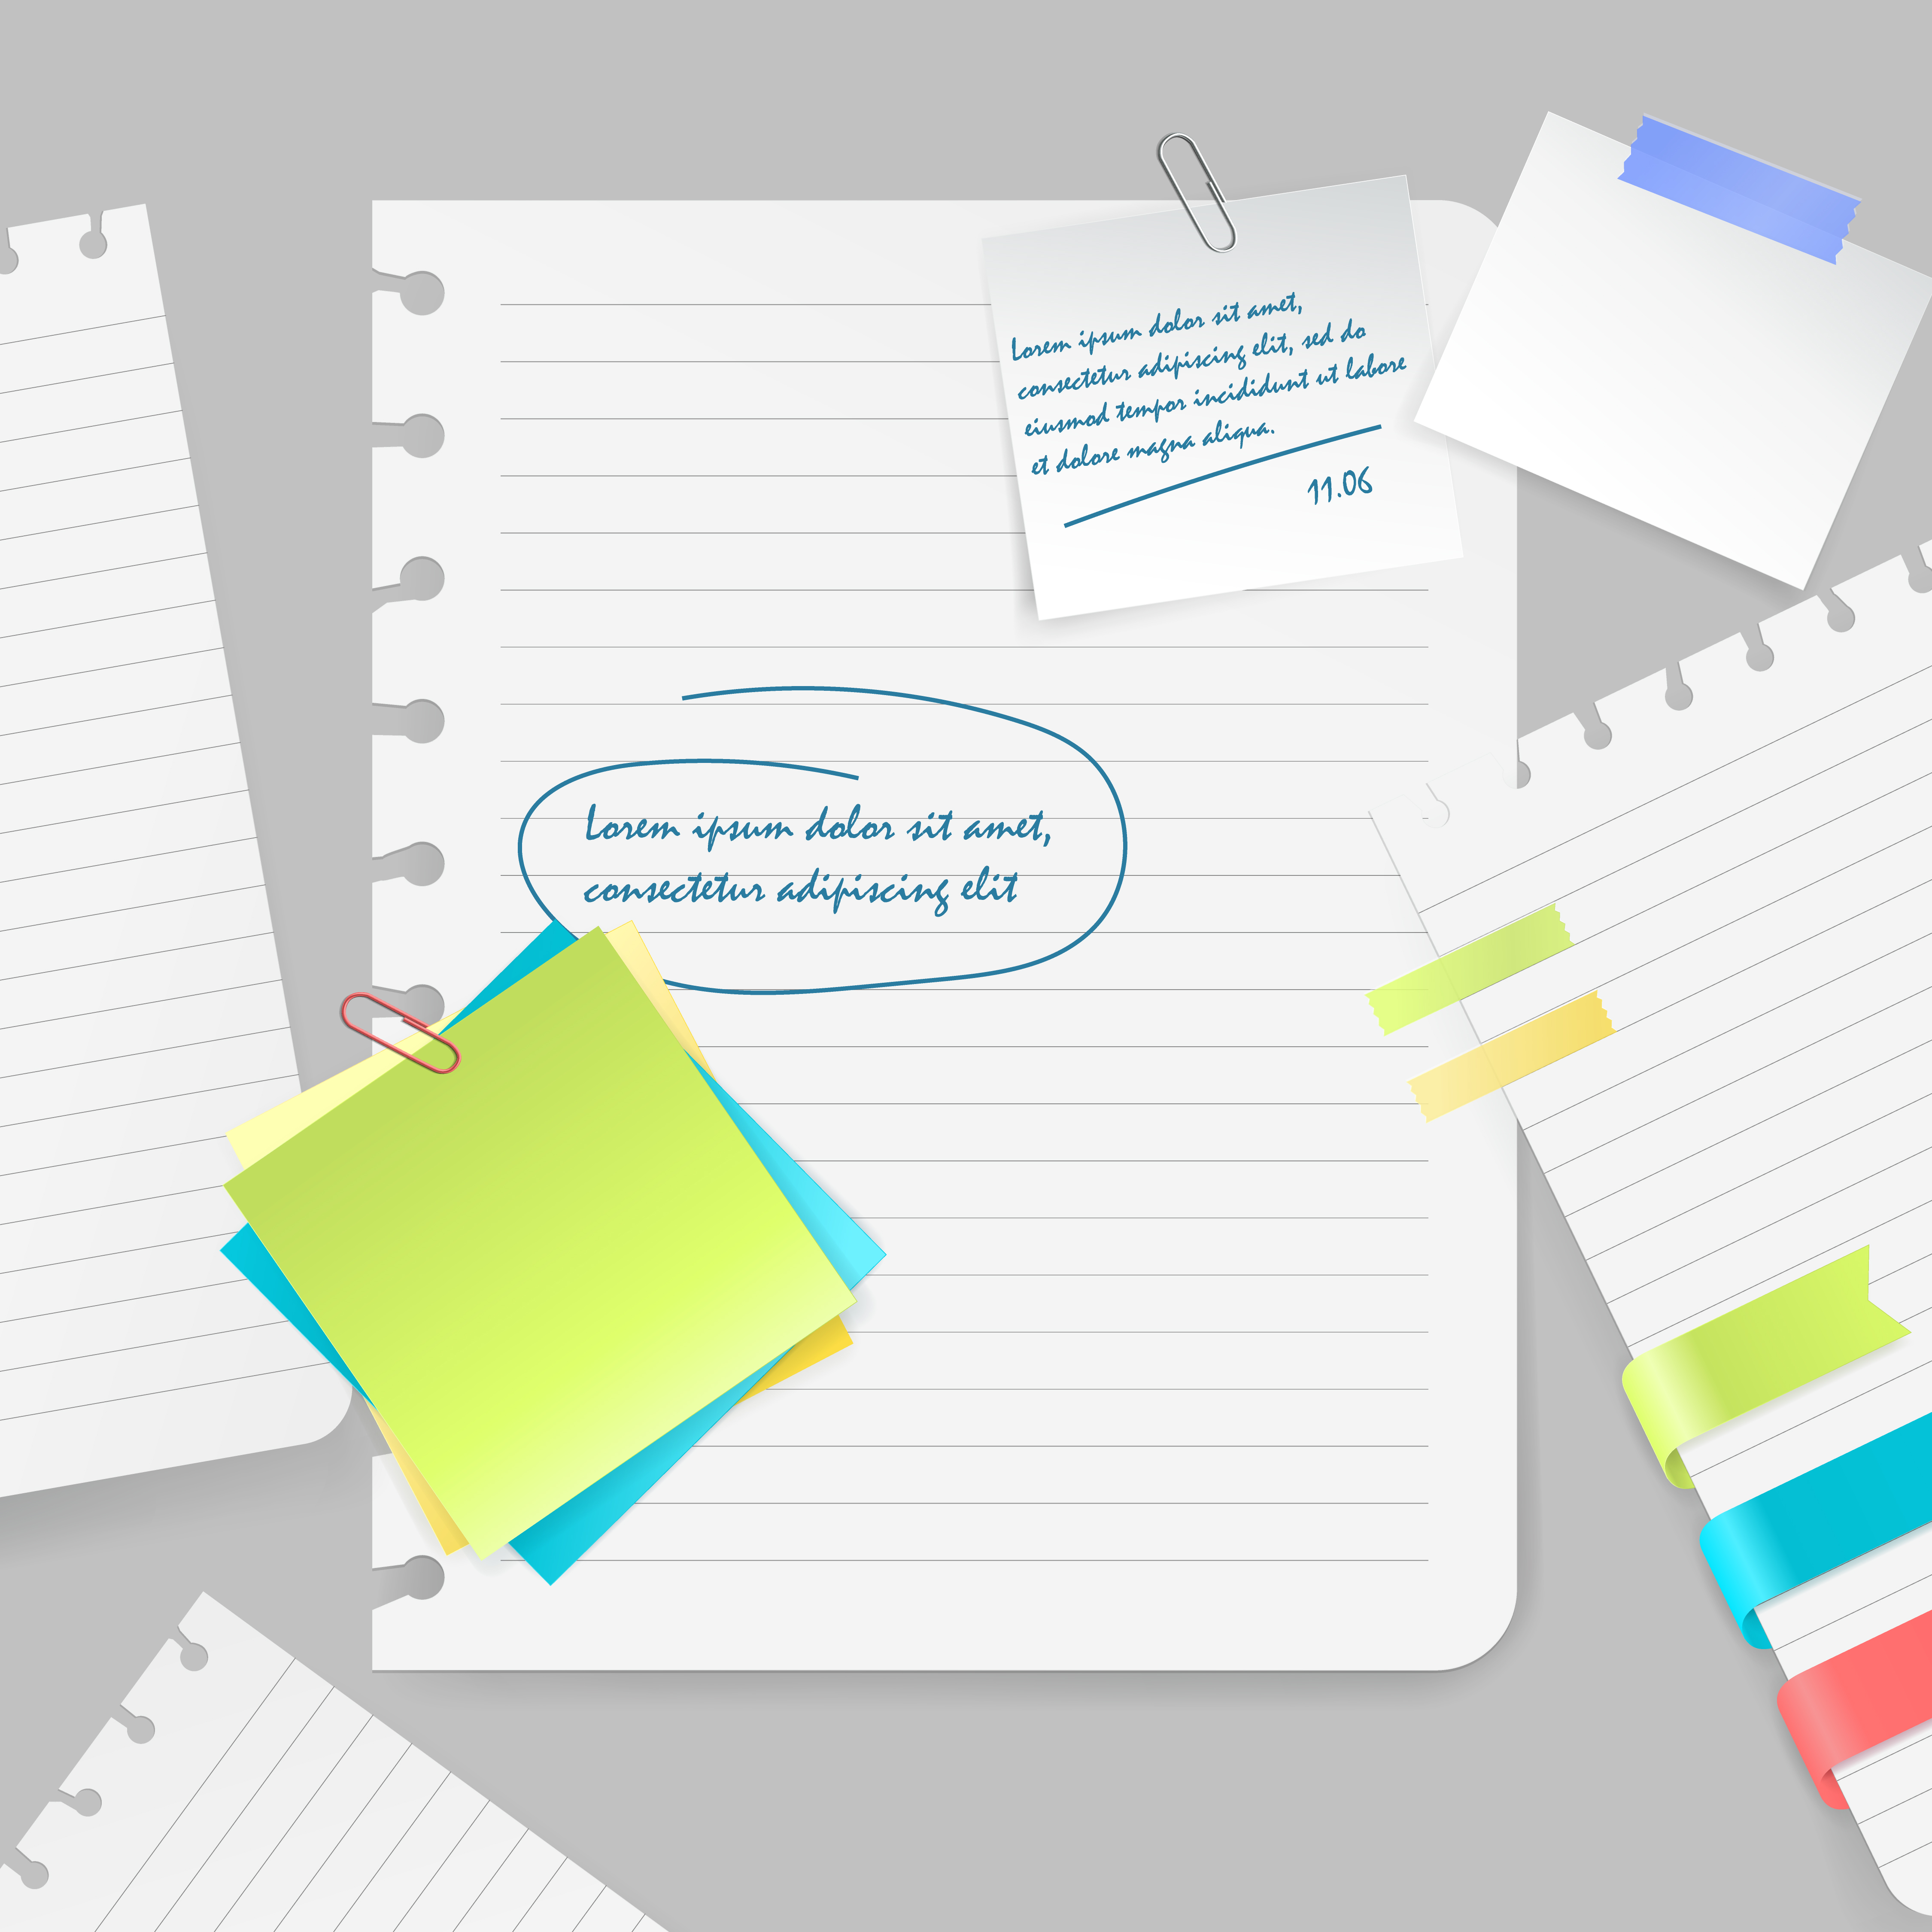 Lorem ipsum dolor sit amet,
consectetur adipiscing elit, sed do
eiusmod tempor incididunt ut labore
et dolore magna aliqua.
11.06
Lorem ipsum dolor sit amet,
consectetur adipiscing elit